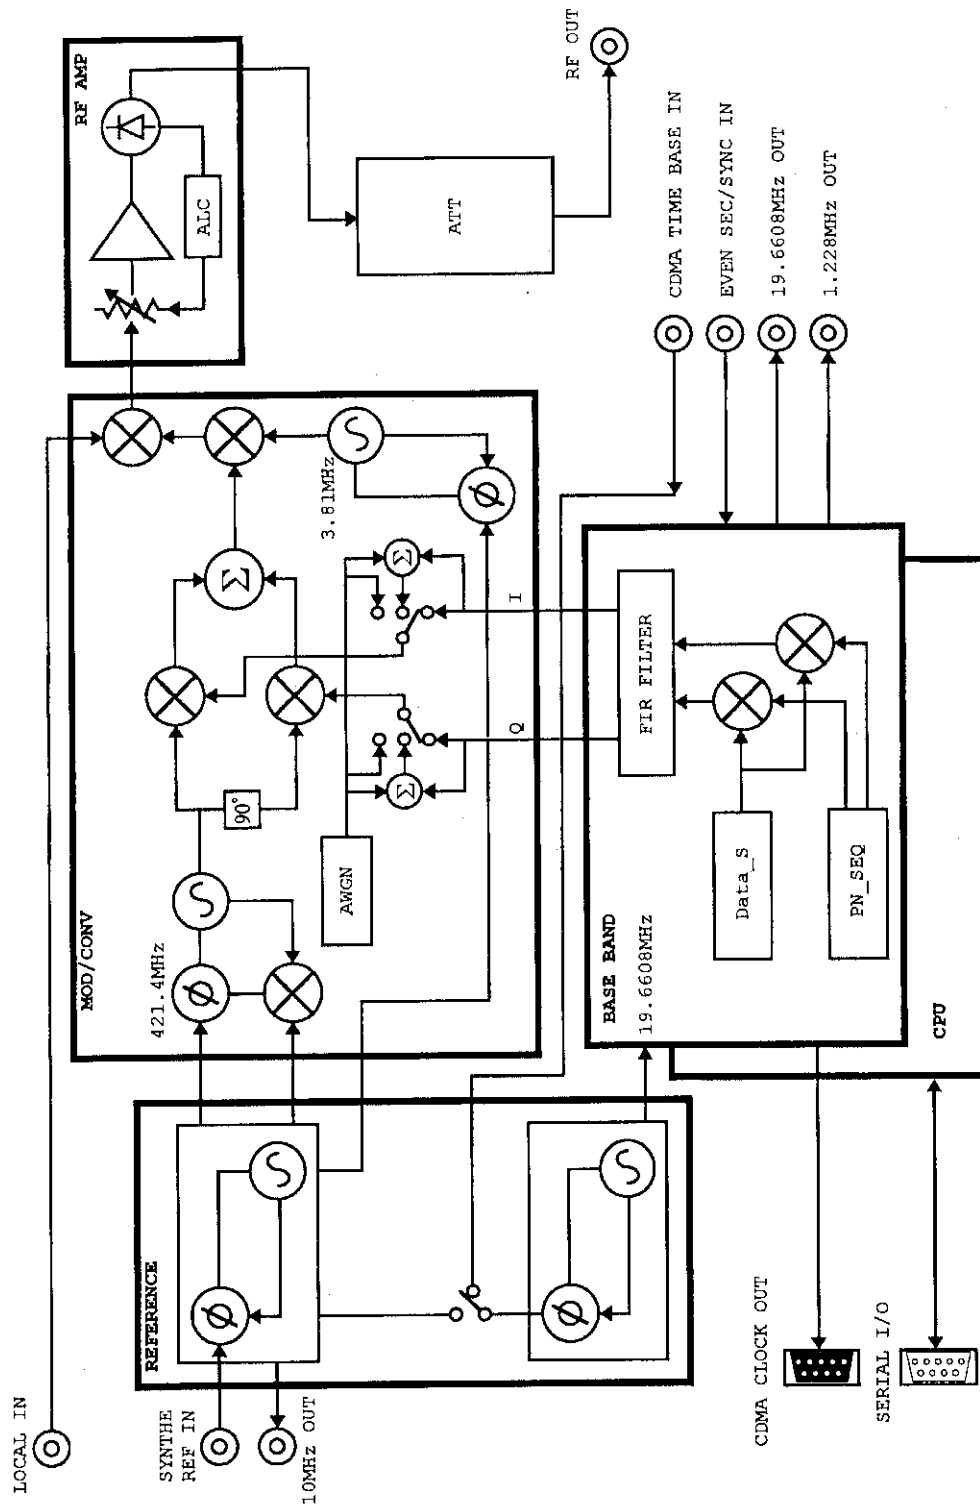 LOCAL IN
SYNTHE
REF IN
10MHz OUT
REFERENCE
MOD/CONV
421.4MHz
90°
AWGN
Σ
Σ
Σ
3.81MHz
Q
I
RF AMP
ALC
ATT
RF OUT
CDMA TIME BASE IN
EVEN SEC/SYNC IN
19.6608MHz OUT
1.228MHz OUT
BASE BAND
19.6608MHz
FIR FILTER
Data_S
PN_SEQ
CPU
CDMA CLOCK OUT
SERIAL I/O